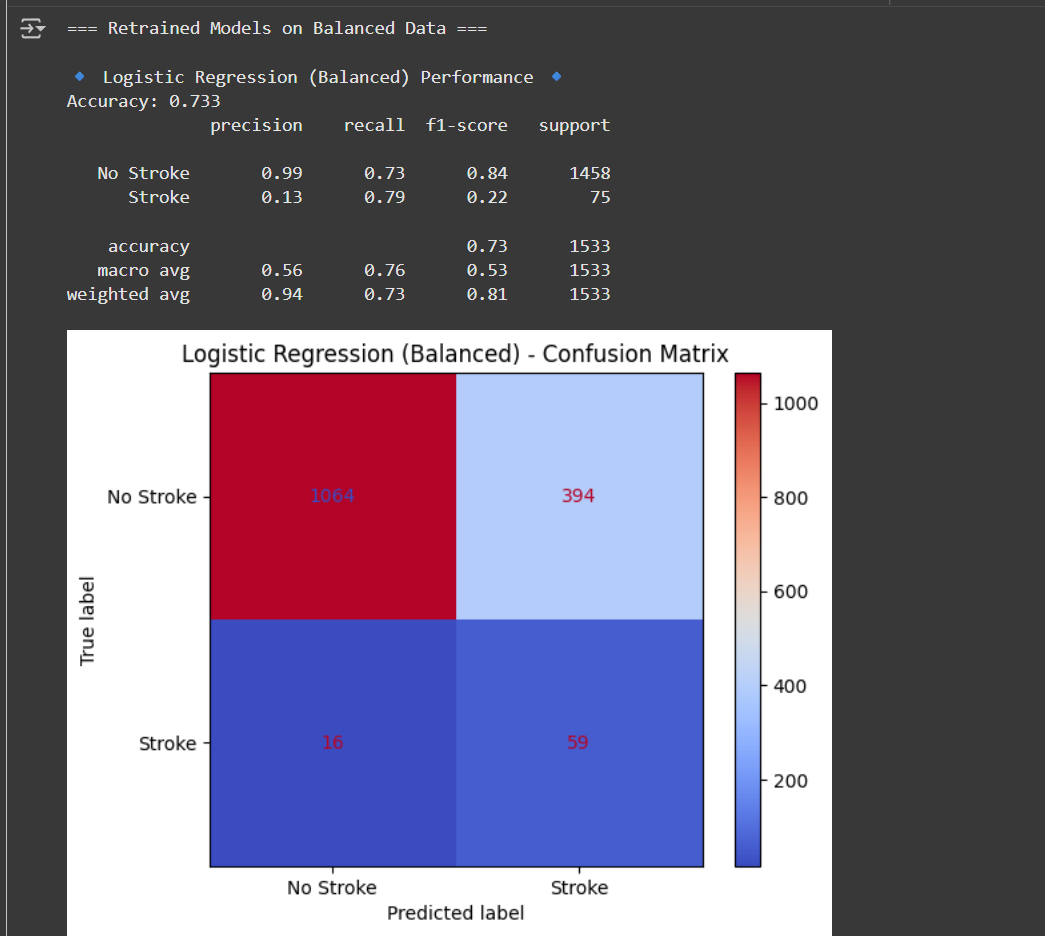 === Retrained Models on Balanced Data ===
🔹 Logistic Regression (Balanced) Performance 🔹
Accuracy: 0.733
precision recall f1-score support
No Stroke 0.99 0.73 0.84 1458
Stroke 0.13 0.79 0.22 75
accuracy 0.73 1533
macro avg 0.56 0.76 0.53 1533
weighted avg 0.94 0.73 0.81 1533
Logistic Regression (Balanced) - Confusion Matrix
1000
800
600
400
200
True label
No Stroke 1064 394
Stroke 16 59
No Stroke Stroke
Predicted label